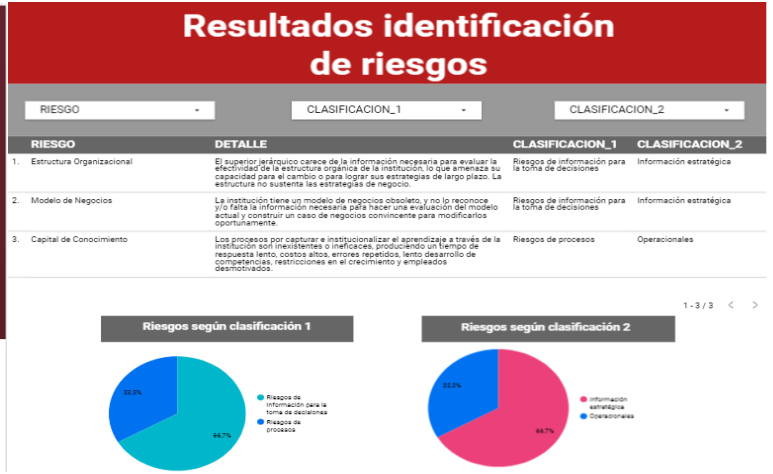 Resultados identificación
de riesgos
RIESGO
CLASIFICACION_1
CLASIFICACION_2
RIESGO DETALLE CLASIFICACION_1 CLASIFICACION_2
1. Estructura Organizacional
El superior jerárquico carece de la información necesaria para evaluar la
efectividad de la estructura orgánica de la institución, lo que amenaza su
capacidad para el cambio o para lograr sus estrategias de largo plazo. La
estructura no sustenta las estrategias de negocio.
Riesgos de información para
la toma de decisiones
Información estratégica
2. Modelo de Negocios
La institución tiene un modelo de negocios obsoleto, y no lo reconoce
y/o falta la información necesaria para hacer una evaluación del modelo
actual y construir un caso de negocios convincente para modificarlos
oportunamente.
Riesgos de información para
la toma de decisiones
Información estratégica
3. Capital de Conocimiento
Los procesos por capturar e institucionalizar el aprendizaje a través de la
institución son inexistentes o ineficaces, produciendo un tiempo de
respuesta lento, costos altos, errores repetidos, lento desarrollo de
competencias, restricciones en el crecimiento y empleados
desmotivados.
Riesgos de procesos
Operacionales
1 - 3 / 3
Riesgos según clasificación 1
33,3%
66,7%
Riesgos de
información para la
toma de decisiones
Riesgos de
procesos
Riesgos según clasificación 2
33,3%
66,7%
Información
estratégica
Operacionales